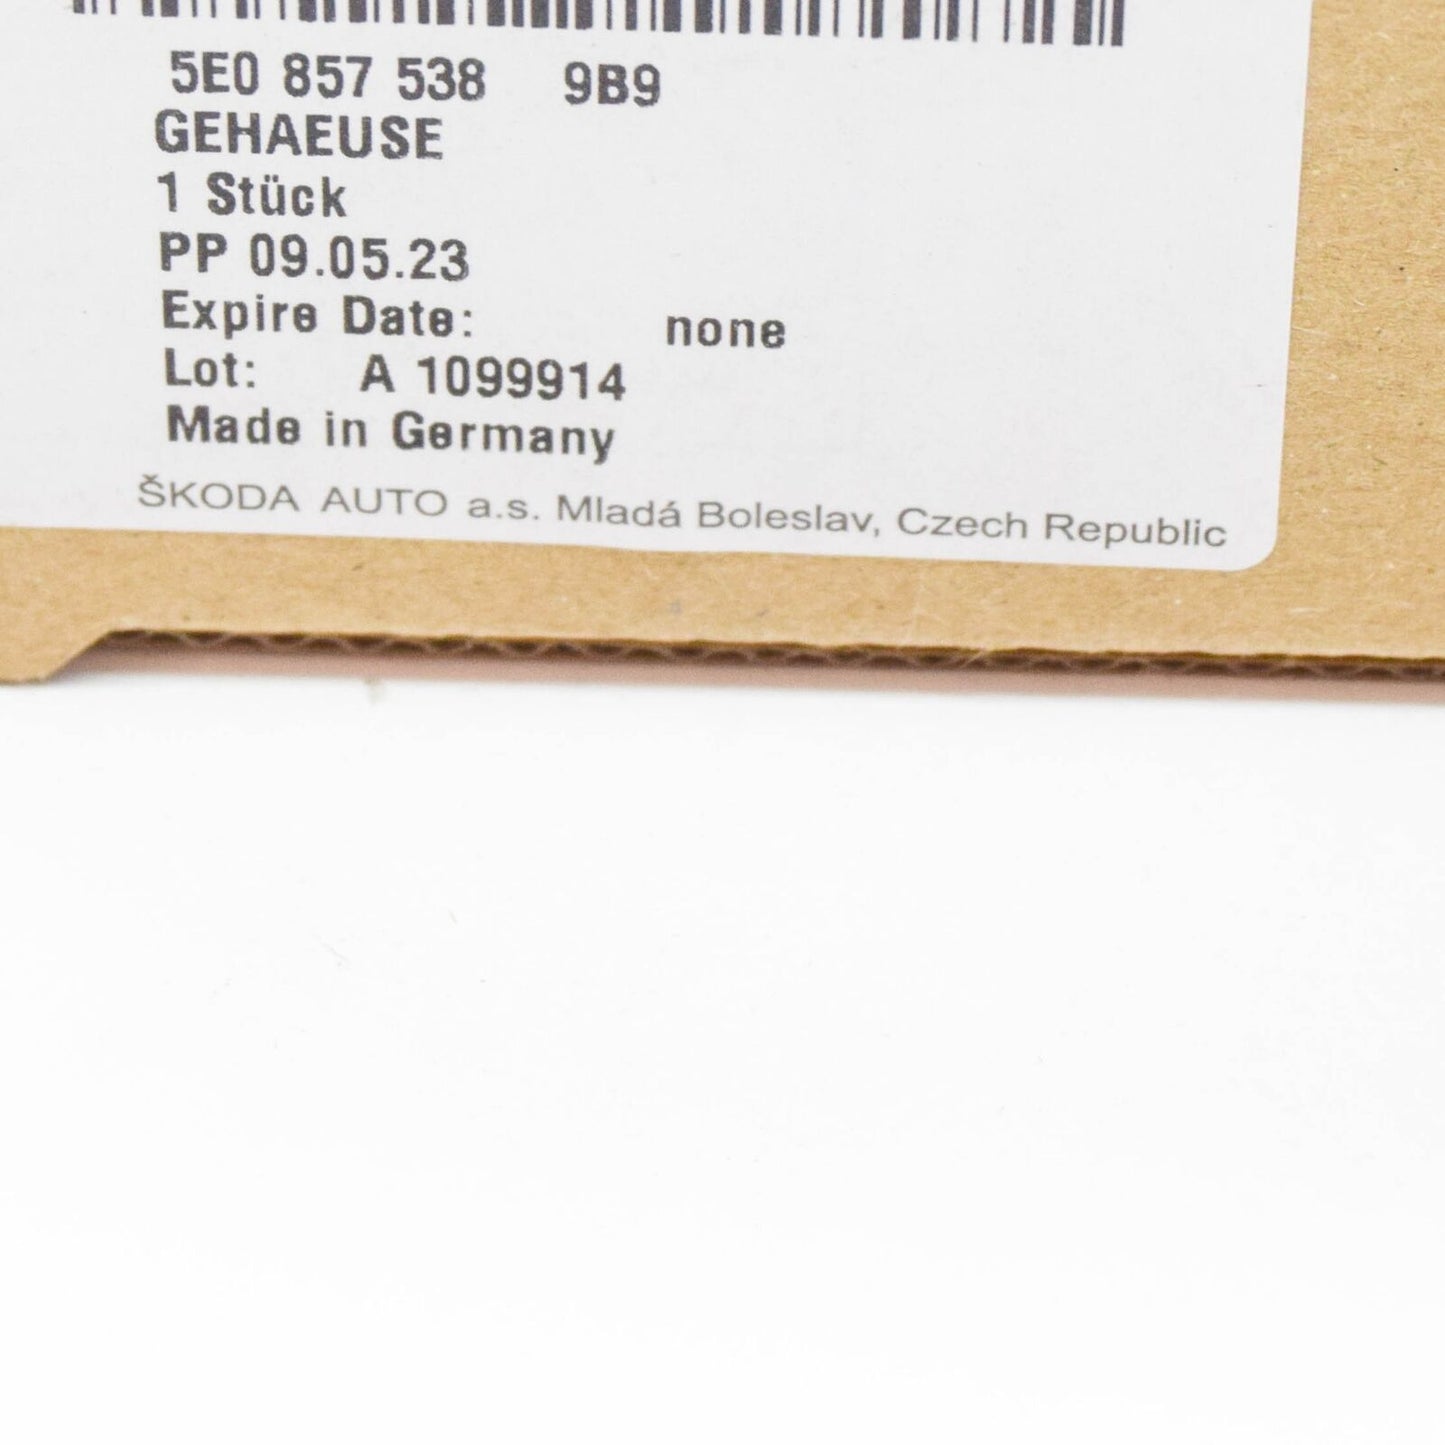 5E0 857 538 9B9
GEHAEUSE
1 Stück
PP 09.05.23
Expire Date: none
Lot: A 1099914
Made in Germany
ŠKODA AUTO a.s. Mladá Boleslav, Czech Republic